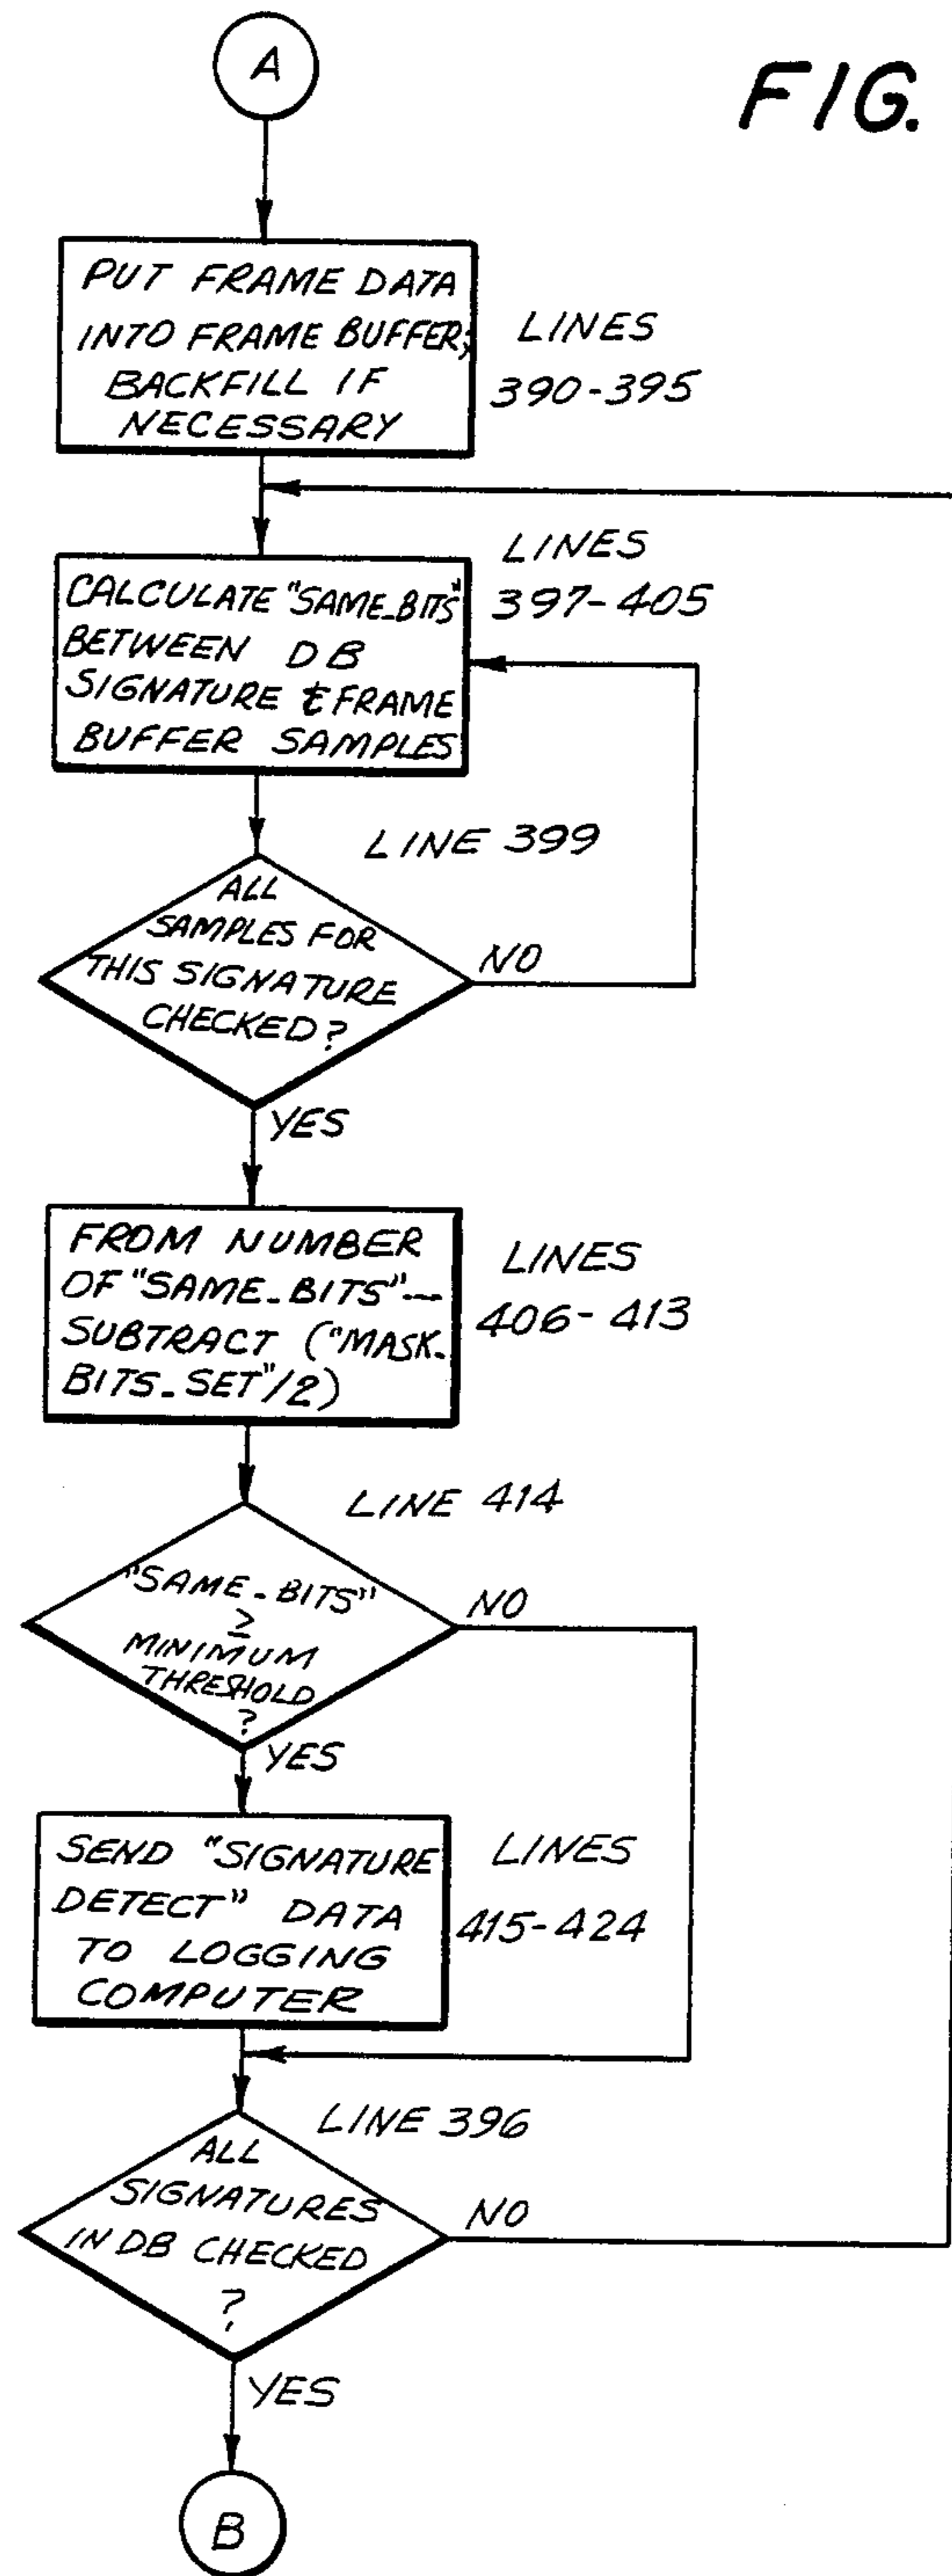 A
FIG.
PUT FRAME DATA
INTO FRAME BUFFER;
BACKFILL IF
NECESSARY
LINES
390-395
CALCULATE "SAME_BITS"
BETWEEN DB
SIGNATURE & FRAME
BUFFER SAMPLES
LINES
397-405
LINE 399
ALL
SAMPLES FOR
THIS SIGNATURE
CHECKED?
NO
YES
FROM NUMBER
OF "SAME_BITS"—
SUBTRACT ("MASK_
BITS_SET"/2)
LINES
406-413
LINE 414
"SAME_BITS"
≥
MINIMUM
THRESHOLD
?
NO
YES
SEND "SIGNATURE
DETECT" DATA
TO LOGGING
COMPUTER
LINES
415-424
LINE 396
ALL
SIGNATURES
IN DB CHECKED
?
NO
YES
B